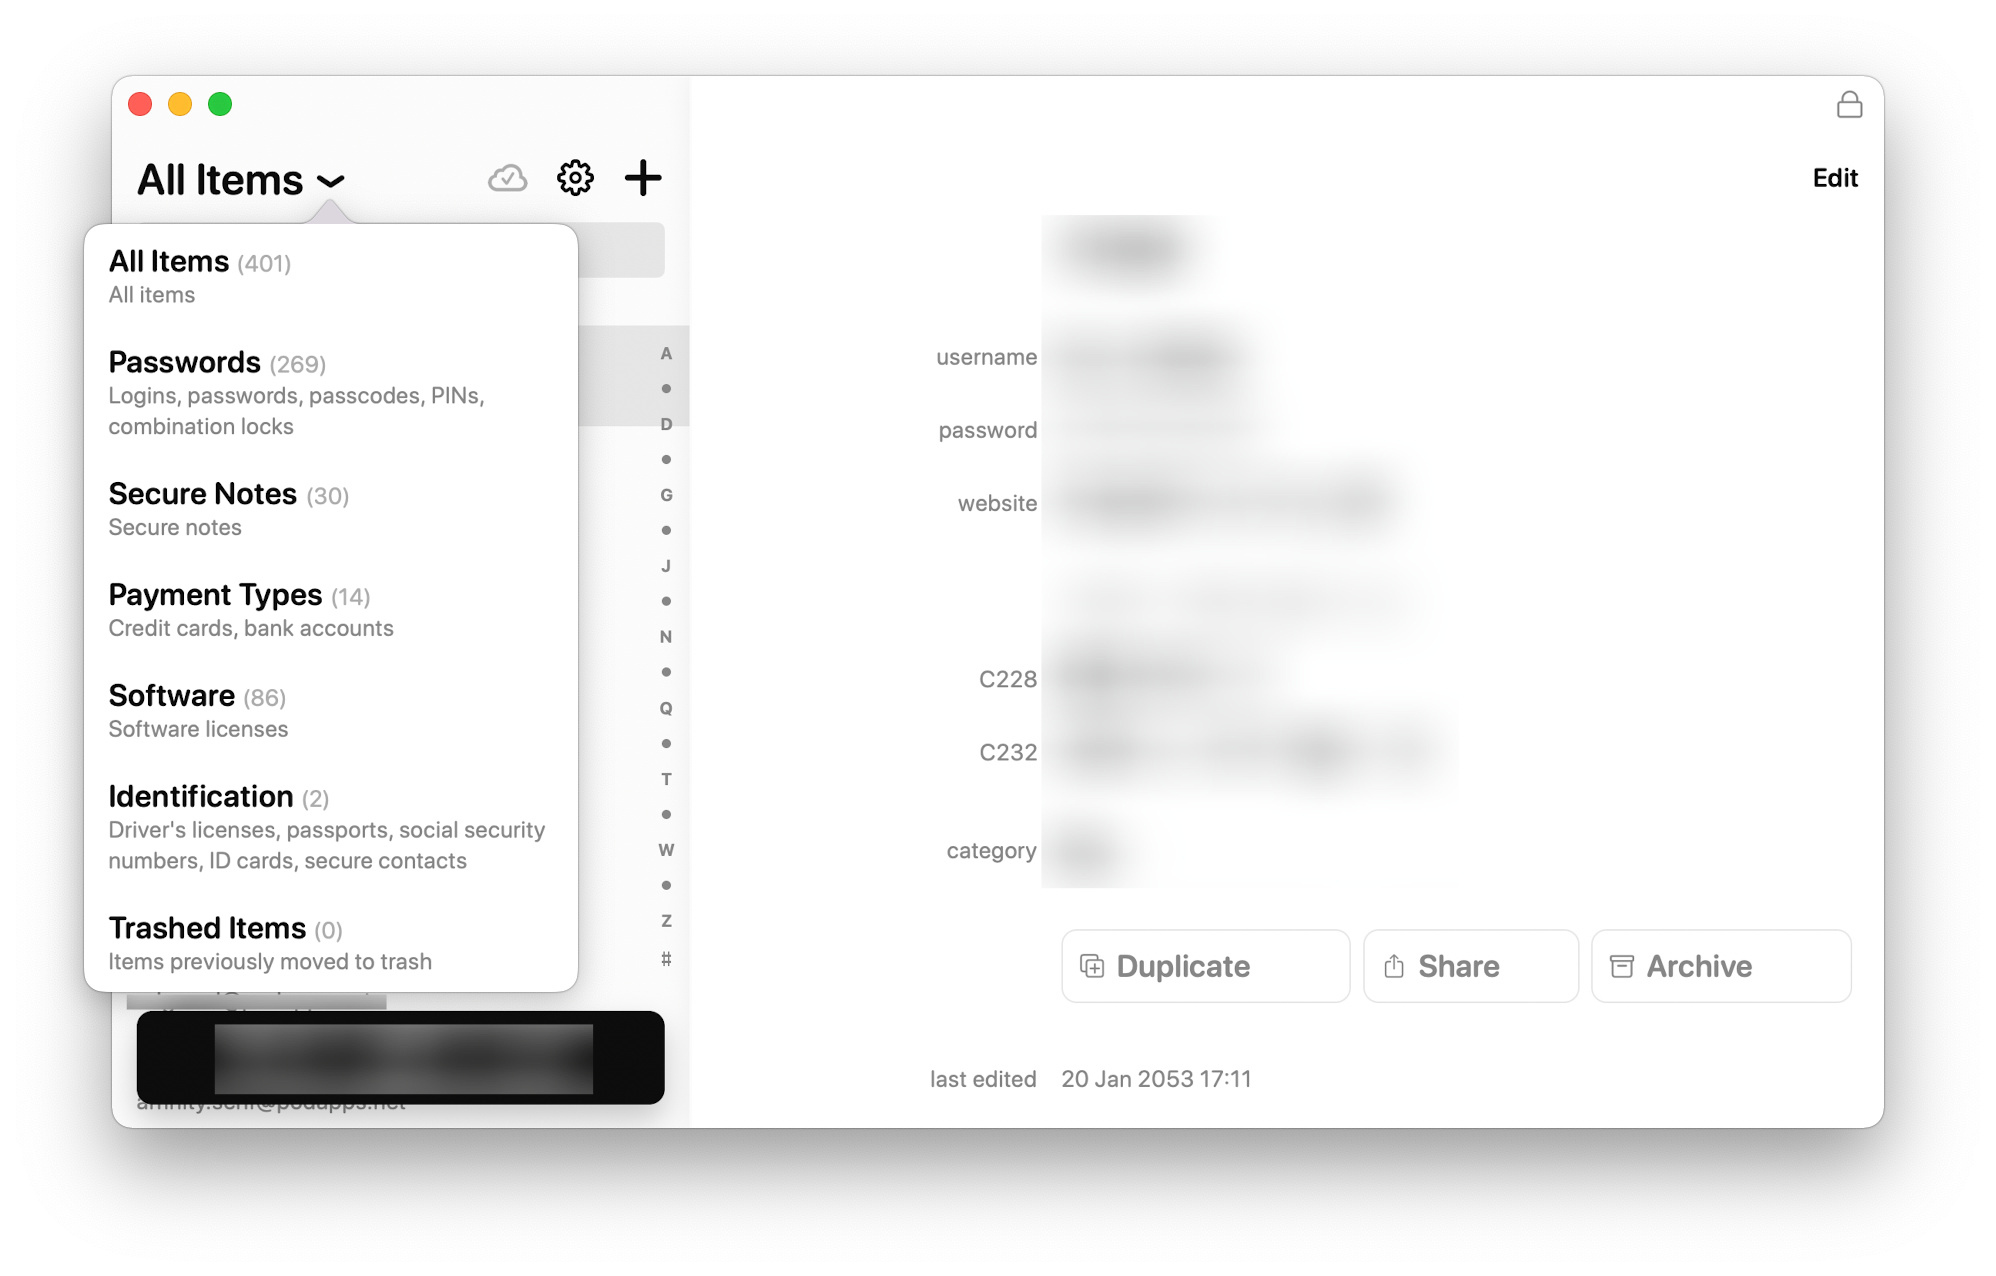 All Items
Edit
All Items (401)
All items
Passwords (269)
Logins, passwords, passcodes, PINs,
combination locks
Secure Notes (30)
Secure notes
Payment Types (14)
Credit cards, bank accounts
Software (86)
Software licenses
Identification (2)
Driver's licenses, passports, social security
numbers, ID cards, secure contacts
Trashed Items (0)
Items previously moved to trash
A
D
G
J
N
Q
T
W
Z
#
username
password
website
C228
C232
category
Duplicate
Share
Archive
last edited 20 Jan 2053 17:11